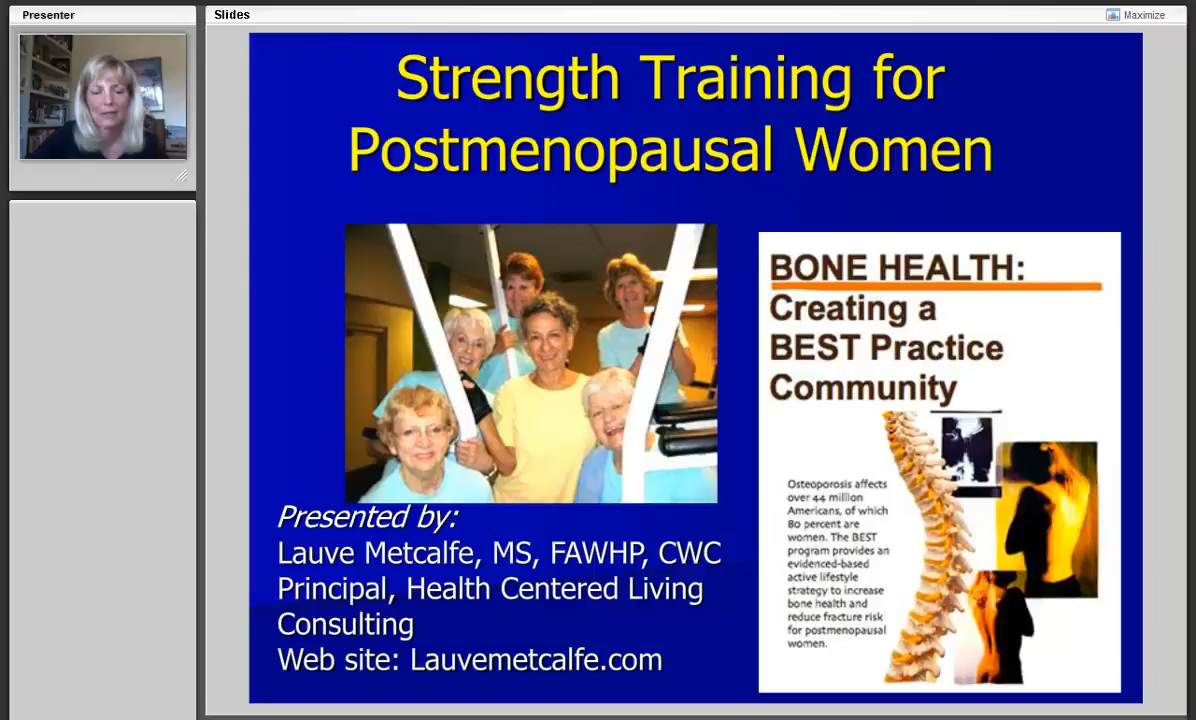 Presenter
Slides
Maximize
Strength Training for
Postmenopausal Women
BONE HEALTH:
Creating a
BEST Practice
Community
Osteoporosis affects
over 44 million
Americans, of which
80 percent are
women. The BEST
program provides an
evidenced-based
active lifestyle
strategy to increase
bone health and
reduce fracture risk
for postmenopausal
women.
Presented by:
Lauve Metcalfe, MS, FAWHP, CWC
Principal, Health Centered Living
Consulting
Web site: Lauvemetcalfe.com